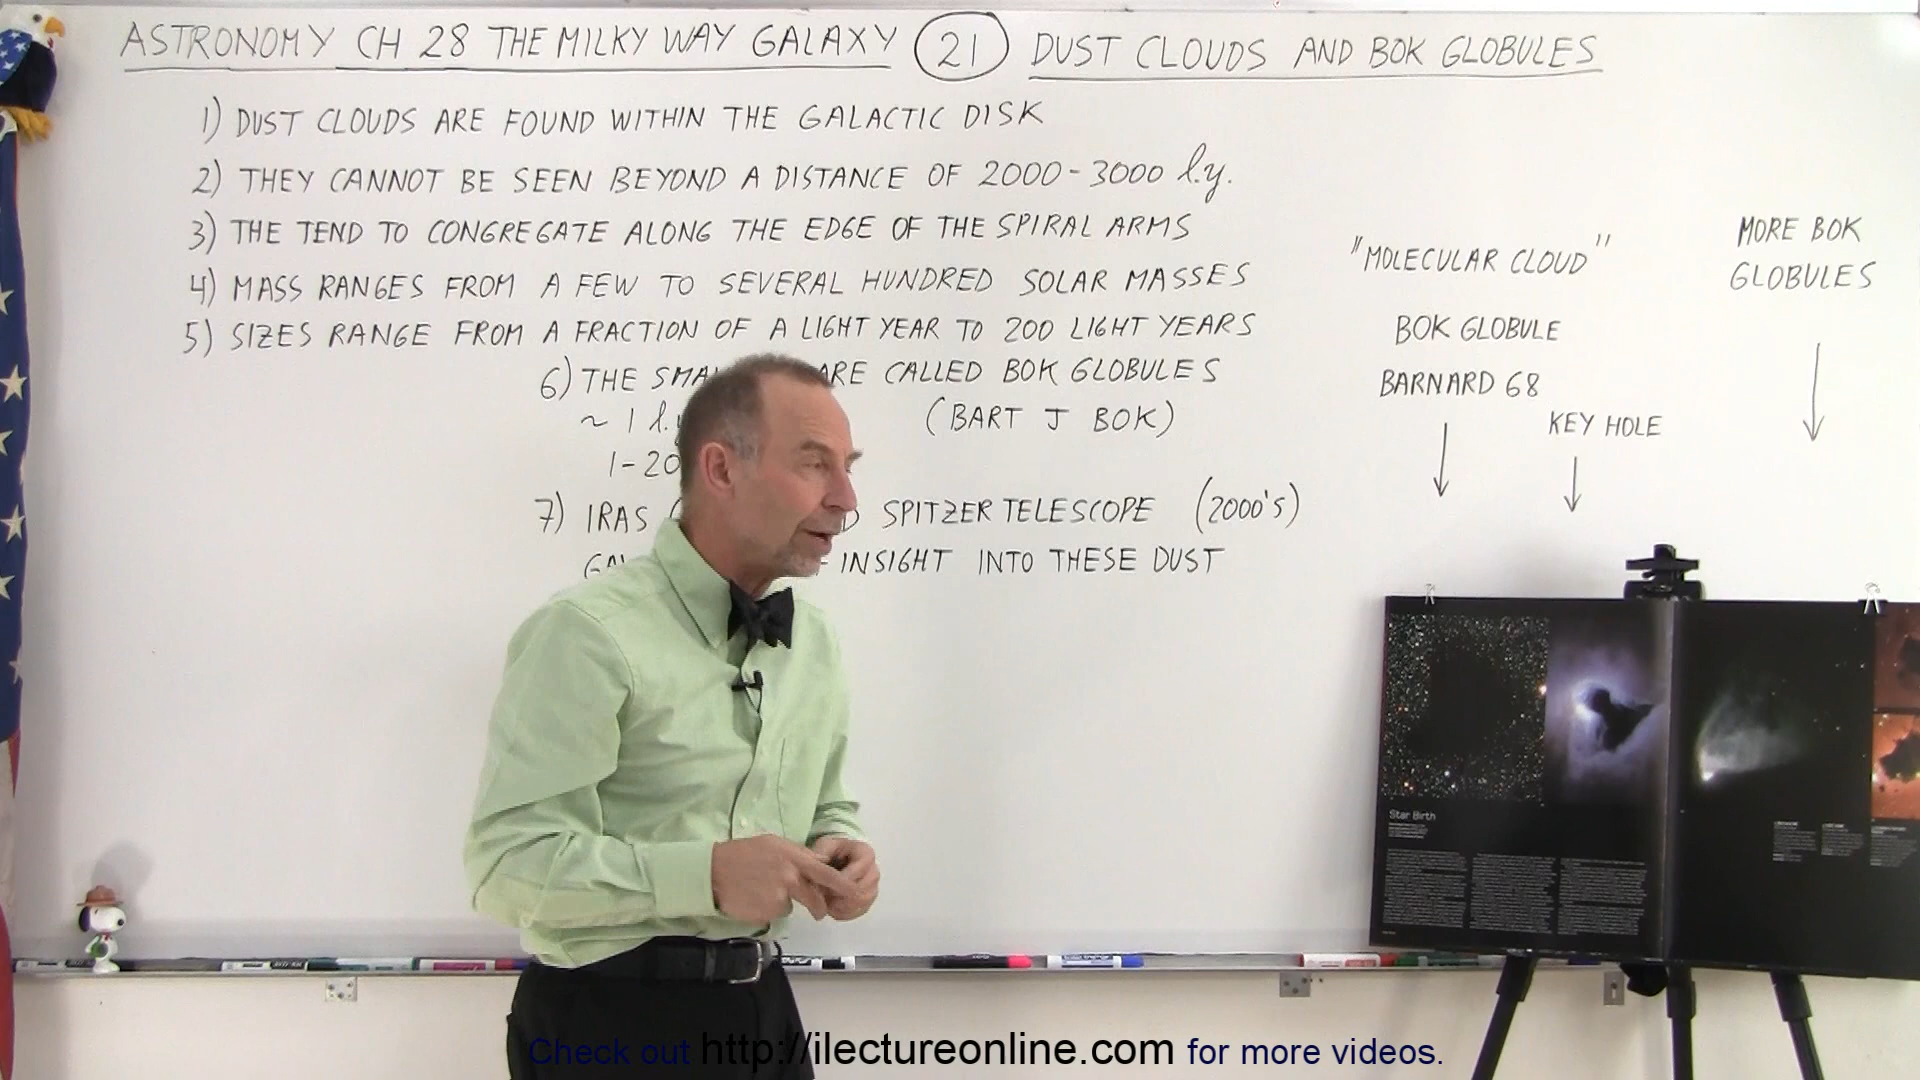 ASTRONOMY CH 28 THE MILKY WAY GALAXY 21 DUST CLOUDS AND BOK GLOBULES
1) DUST CLOUDS ARE FOUND WITHIN THE GALACTIC DISK
2) THEY CANNOT BE SEEN BEYOND A DISTANCE OF 2000-3000 l.y.
3) THE TEND TO CONGREGATE ALONG THE EDGE OF THE SPIRAL ARMS
4) MASS RANGES FROM A FEW TO SEVERAL HUNDRED SOLAR MASSES
5) SIZES RANGE FROM A FRACTION OF A LIGHT YEAR TO 200 LIGHT YEARS
6) THE ARE CALLED BOK GLOBULES
~ 1 (BART J BOK)
1-20
7) IRAS SPITZER TELESCOPE (2000's)
INSIGHT INTO THESE DUST
"MOLECULAR CLOUD"
BOK GLOBULE
BARNARD 68
KEY HOLE
MORE BOK
GLOBULES
Star Birth
Check out http://ilectureonline.com for more videos.